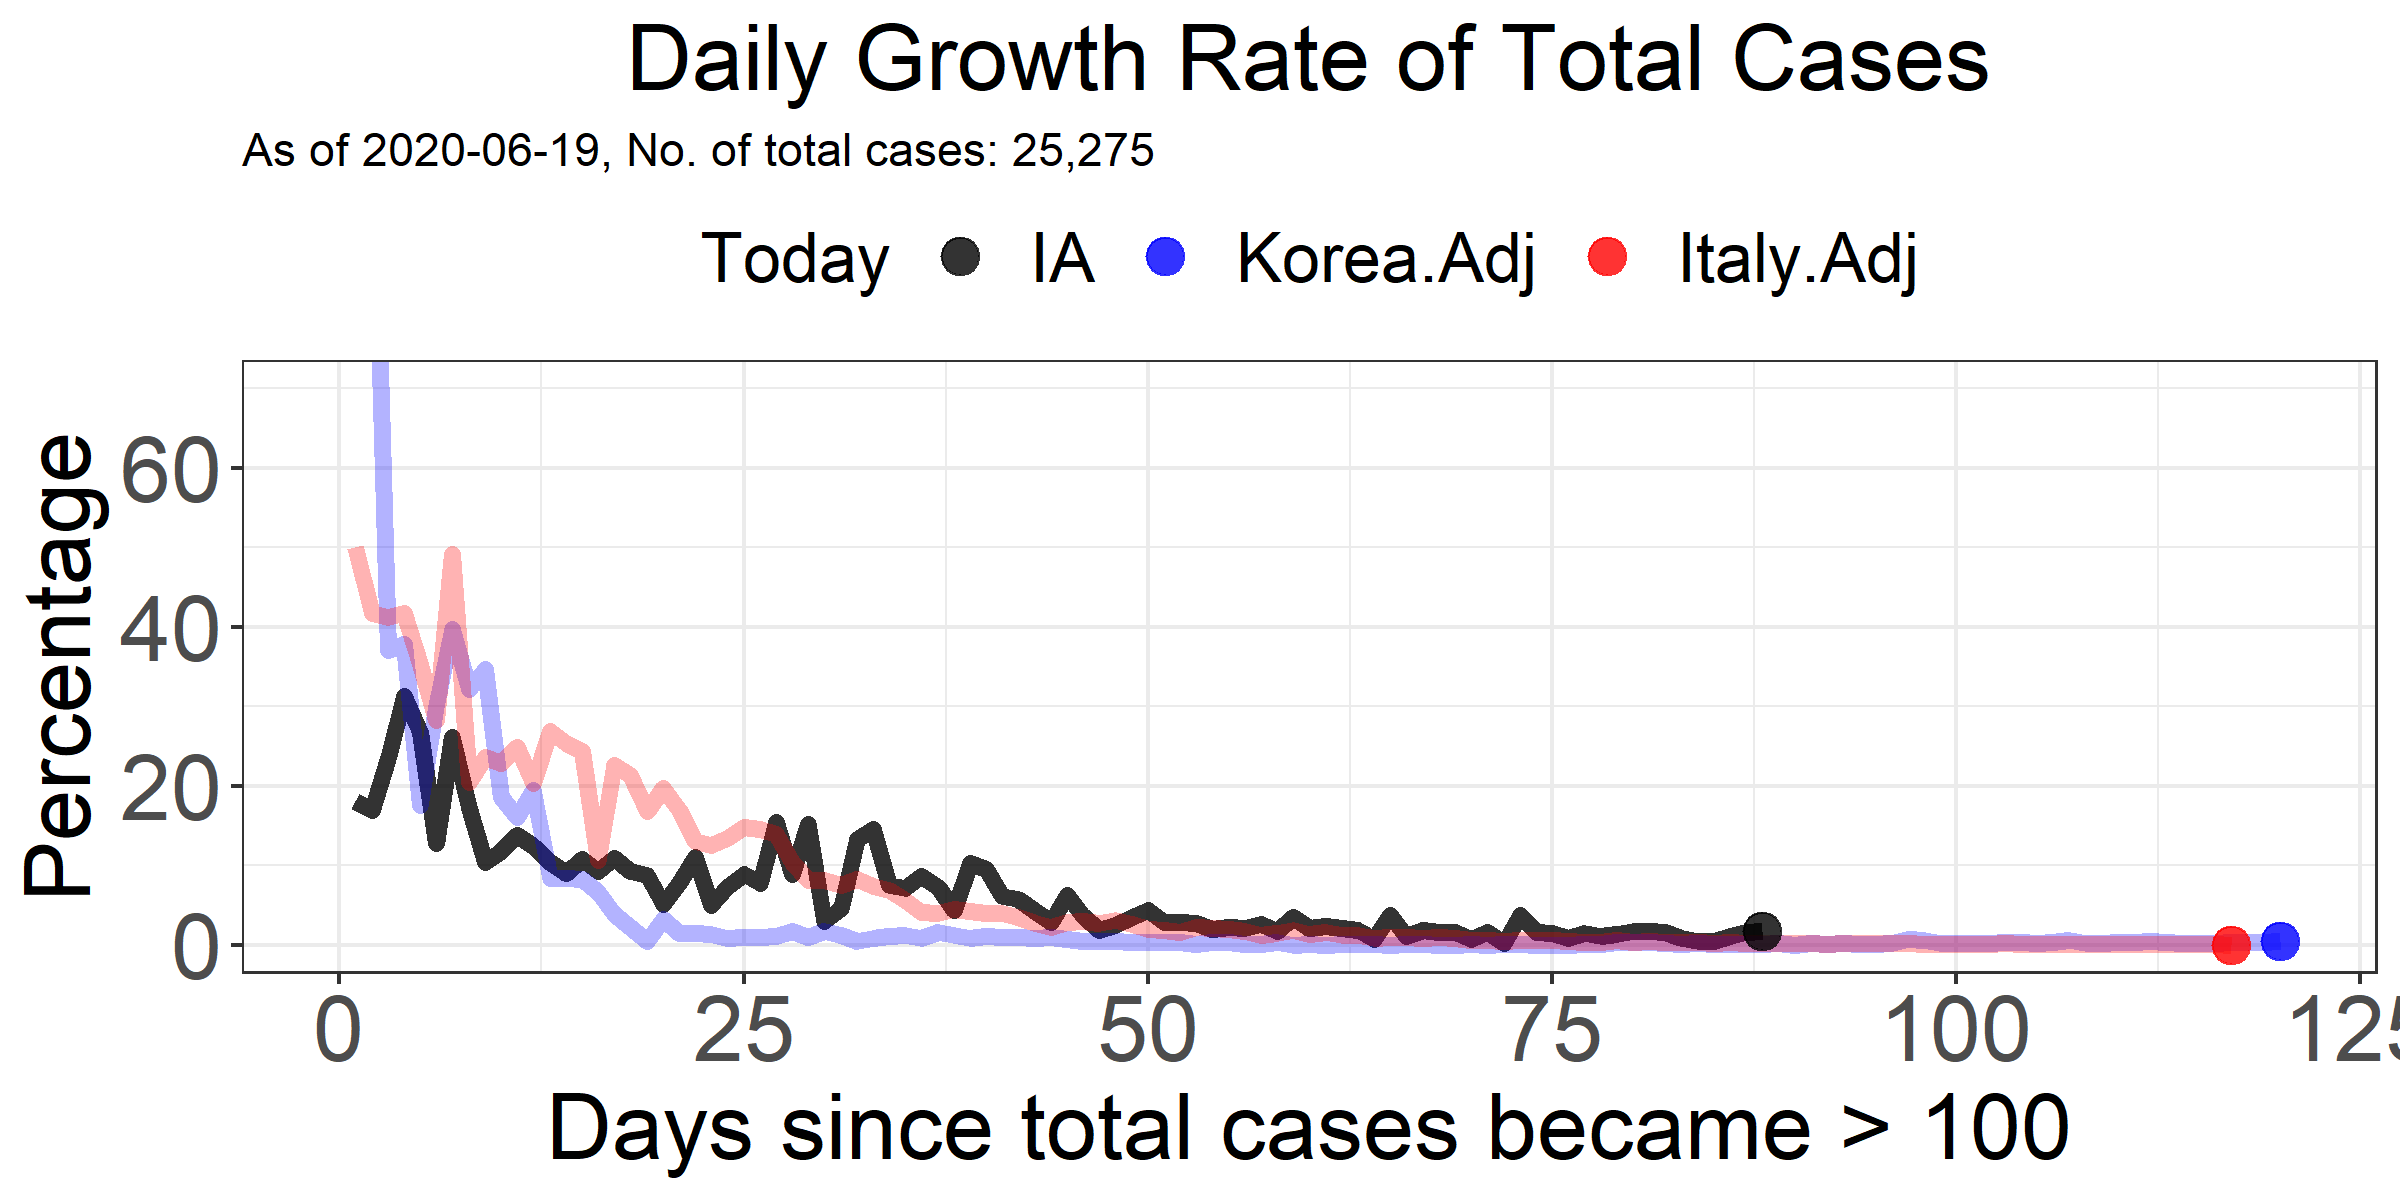 Daily Growth Rate of Total Cases
As of 2020-06-19, No. of total cases: 25,275
Today IA Korea.Adj Italy.Adj
Percentage
60
40
20
0
0 25 50 75 100 125
Days since total cases became > 100